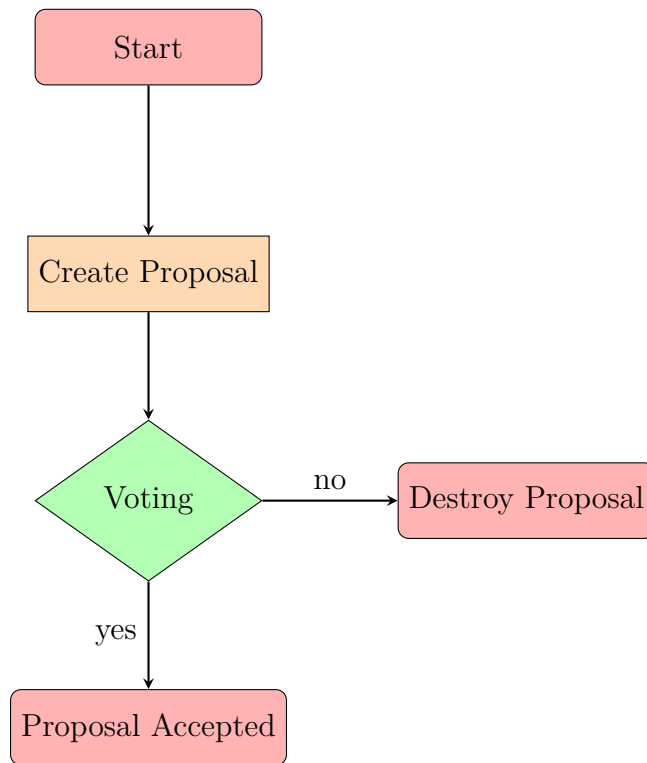 Start
Create Proposal
Voting
no
Destroy Proposal
yes
Proposal Accepted